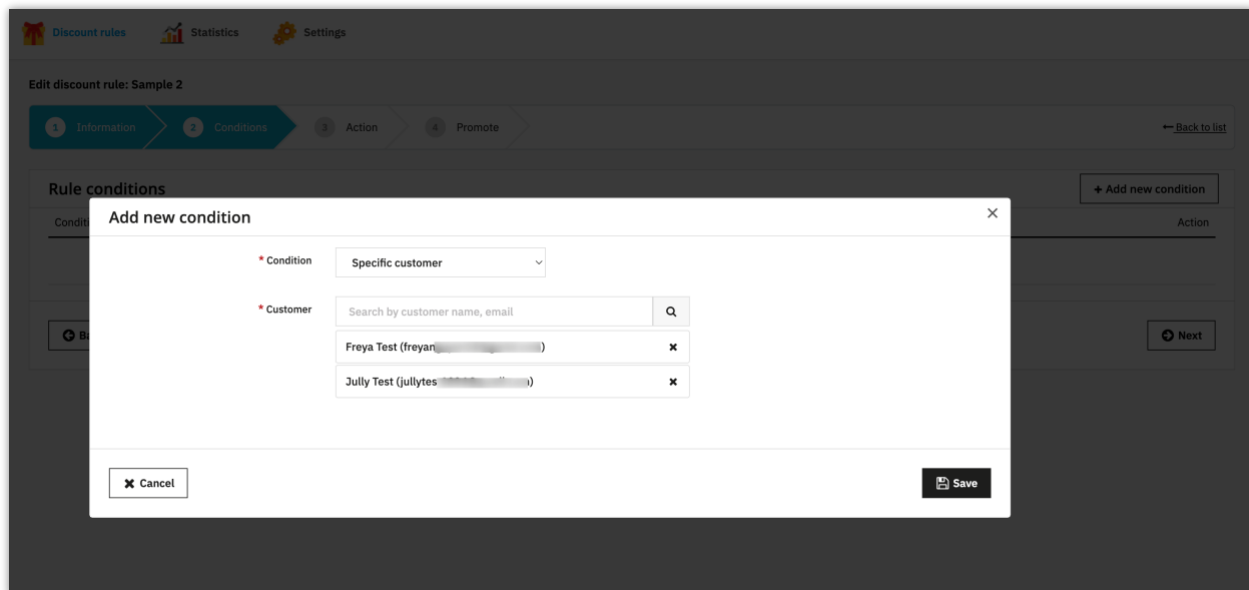 Discount rules Statistics Settings
Edit discount rule: Sample 2
1 Information 2 Conditions 3 Action 4 Promote
Back to list
Rule conditions
+ Add new condition
Action
Add new condition
* Condition Specific customer
* Customer Search by customer name, email
Freya Test (freyan )
Jully Test (jullytes )
Cancel
Save
Next